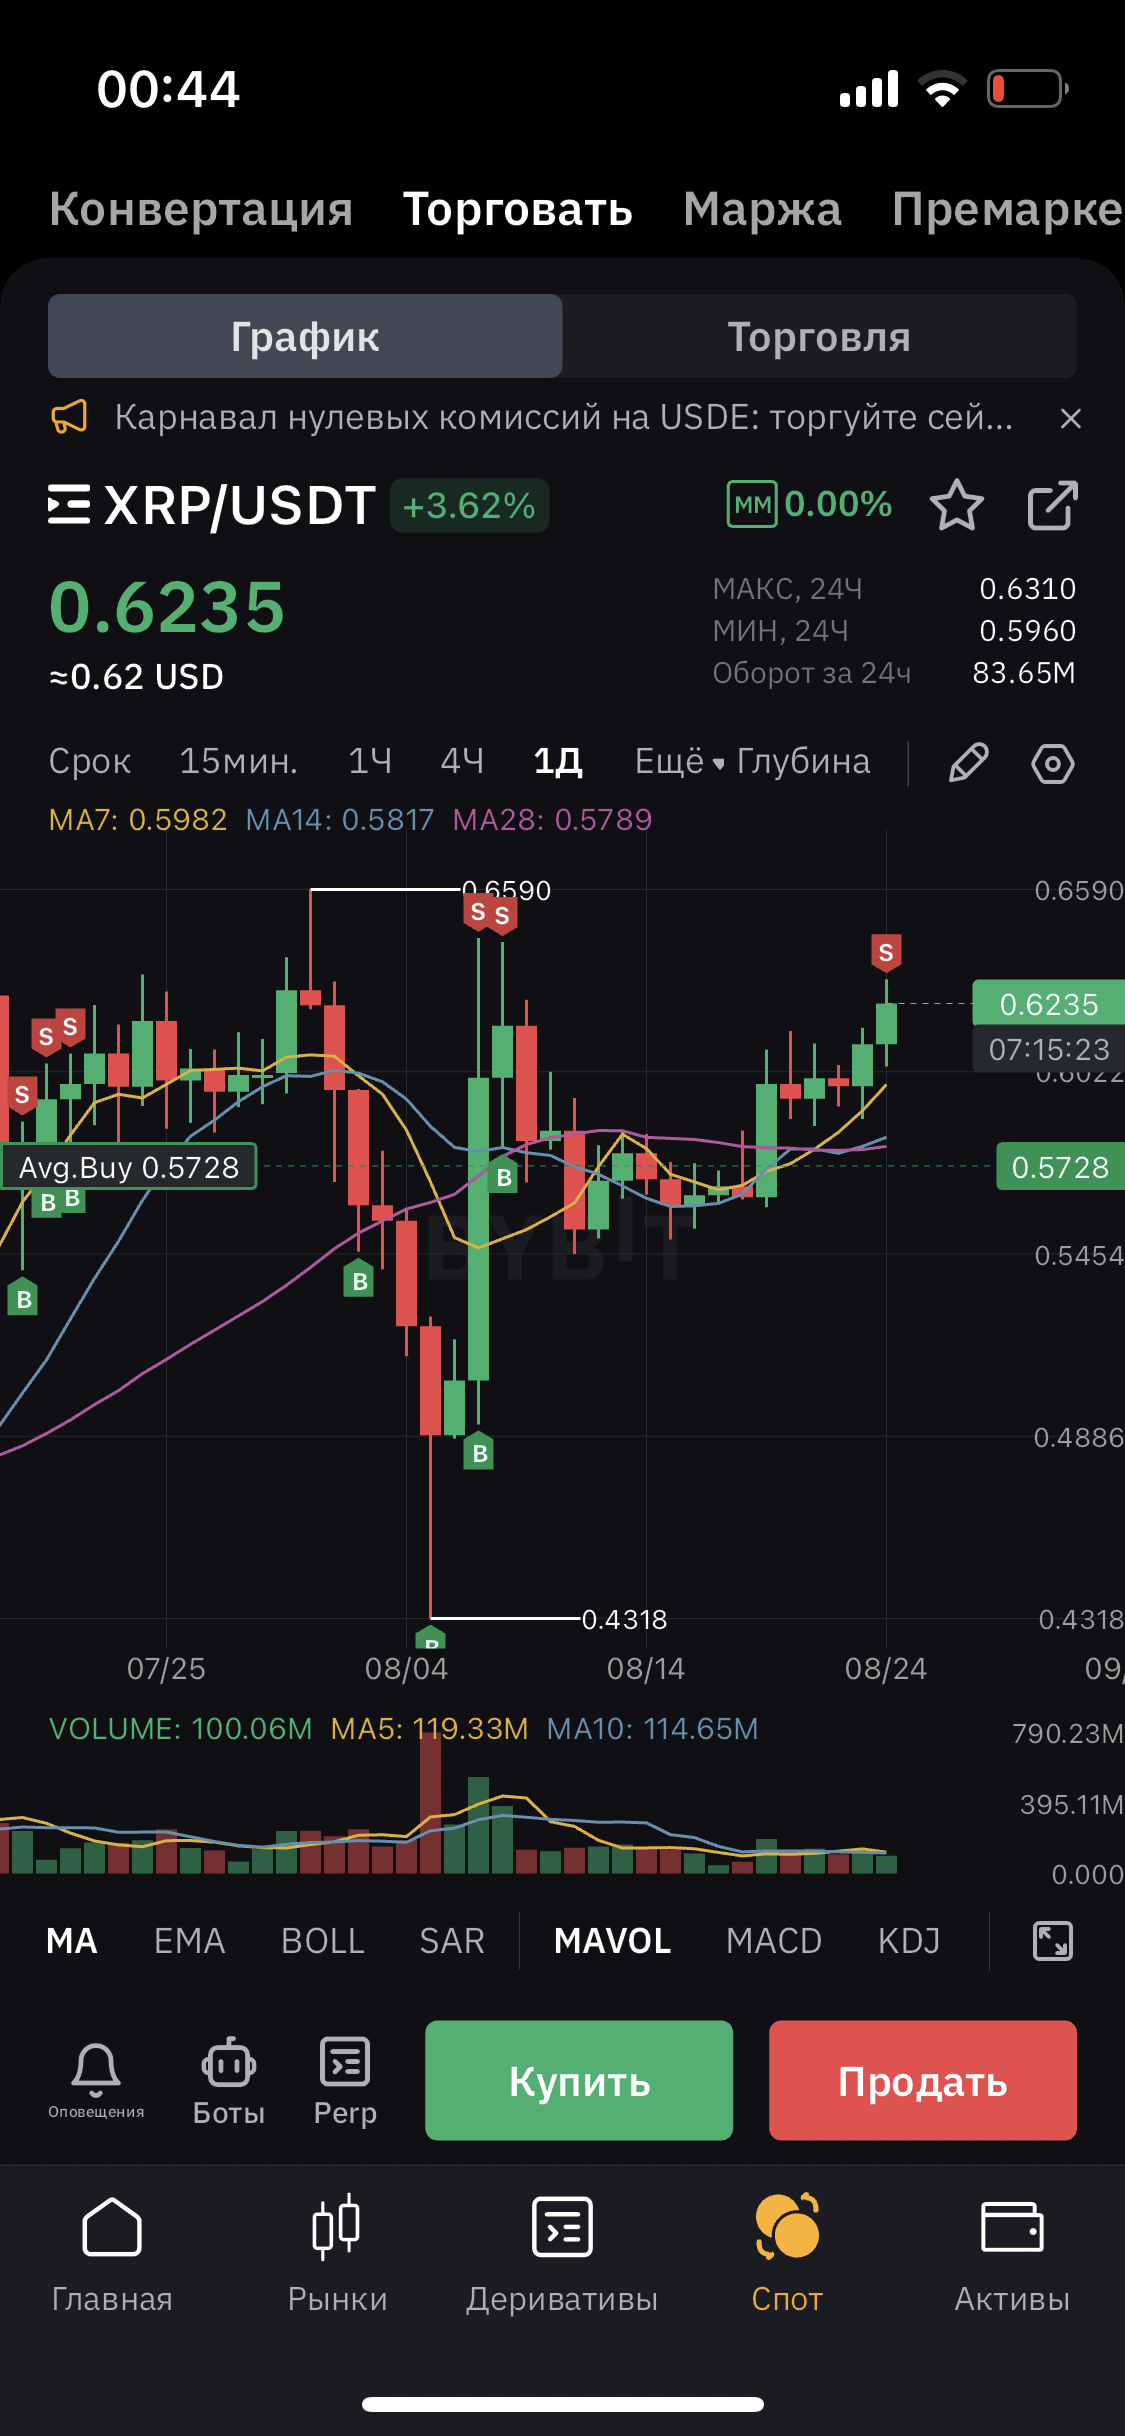 00:44
Конвертация Торговать Маржа Премарке
График Торговля
Карнавал нулевых комиссий на USDE: торгуйте сей...
XRP/USDT +3.62% MM 0.00%
0.6235
≈0.62 USD
МАКС, 24Ч 0.6310
МИН, 24Ч 0.5960
Оборот за 24ч 83.65M
Срок 15мин. 1Ч 4Ч 1Д Ещё Глубина
MA7: 0.5982 MA14: 0.5817 MA28: 0.5789
0.6590 0.6590
S S
S
0.6235
S S
07:15:23
0.6022
S
Avg.Buy 0.5728 0.5728
B
B B
BYBIT
0.5454
B
B
0.4886
B
0.4318 0.4318
B
07/25 08/04 08/14 08/24 09/
VOLUME: 100.06M MA5: 119.33M MA10: 114.65M
790.23M
395.11M
0.000
MA EMA BOLL SAR MAVOL MACD KDJ
Оповещения Боты Perp Купить Продать
Главная Рынки Деривативы Спот Активы